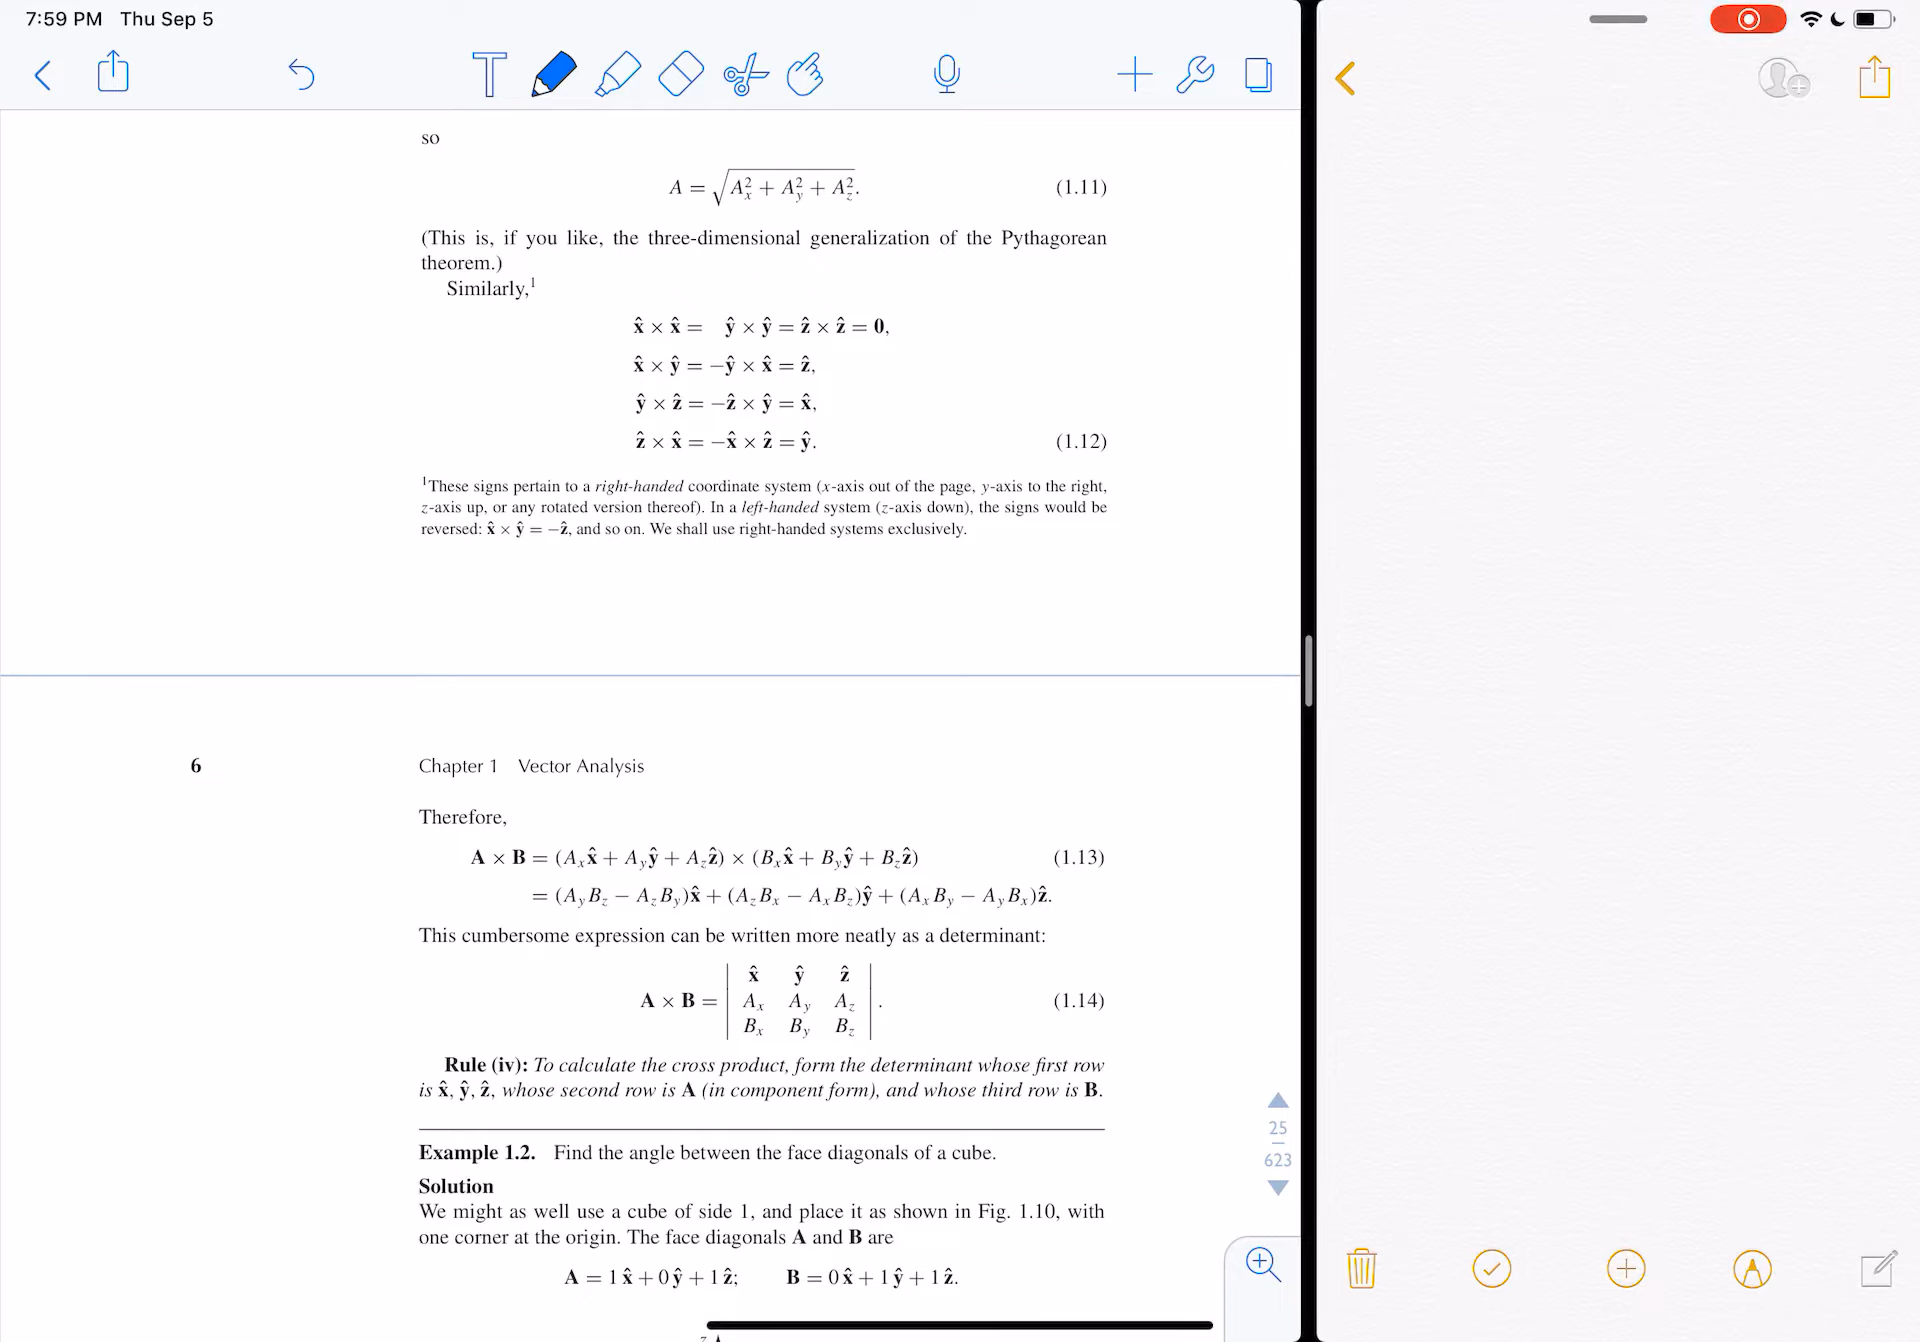 7:59 PM Thu Sep 5
so
A = √(A_x² + A_y² + A_z²). (1.11)
(This is, if you like, the three-dimensional generalization of the Pythagorean
theorem.)
Similarly,¹
x̂ × x̂ = ŷ × ŷ = ẑ × ẑ = 0,
x̂ × ŷ = −ŷ × x̂ = ẑ,
ŷ × ẑ = −ẑ × ŷ = x̂,
ẑ × x̂ = −x̂ × ẑ = ŷ. (1.12)
¹These signs pertain to a right-handed coordinate system (x-axis out of the page, y-axis to the right,
z-axis up, or any rotated version thereof). In a left-handed system (z-axis down), the signs would be
reversed: x̂ × ŷ = −ẑ, and so on. We shall use right-handed systems exclusively.
6 Chapter 1 Vector Analysis
Therefore,
A × B = (A_x x̂ + A_y ŷ + A_z ẑ) × (B_x x̂ + B_y ŷ + B_z ẑ) (1.13)
= (A_y B_z − A_z B_y)x̂ + (A_z B_x − A_x B_z)ŷ + (A_x B_y − A_y B_x)ẑ.
This cumbersome expression can be written more neatly as a determinant:
x̂ ŷ ẑ
A × B = | A_x A_y A_z | . (1.14)
B_x B_y B_z
Rule (iv): To calculate the cross product, form the determinant whose first row
is x̂, ŷ, ẑ, whose second row is A (in component form), and whose third row is B.
Example 1.2. Find the angle between the face diagonals of a cube.
Solution
We might as well use a cube of side 1, and place it as shown in Fig. 1.10, with
one corner at the origin. The face diagonals A and B are
A = 1 x̂ + 0 ŷ + 1 ẑ; B = 0 x̂ + 1 ŷ + 1 ẑ.
25
623